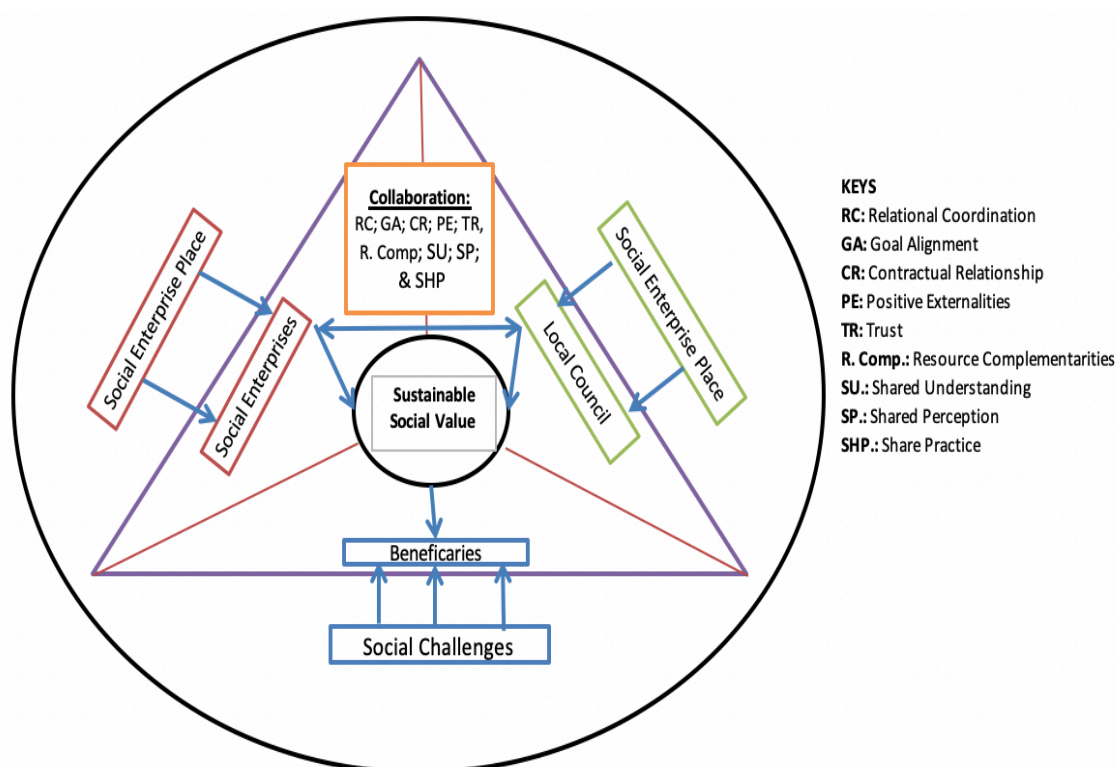 Collaboration:
RC; GA; CR; PE; TR,
R. Comp; SU; SP;
& SHP
Social Enterprise Place
Social Enterprises
Sustainable
Social Value
Local Council
Social Enterprise Place
Beneficaries
Social Challenges
KEYS
RC: Relational Coordination
GA: Goal Alignment
CR: Contractual Relationship
PE: Positive Externalities
TR: Trust
R. Comp.: Resource Complementarities
SU.: Shared Understanding
SP.: Shared Perception
SHP.: Share Practice